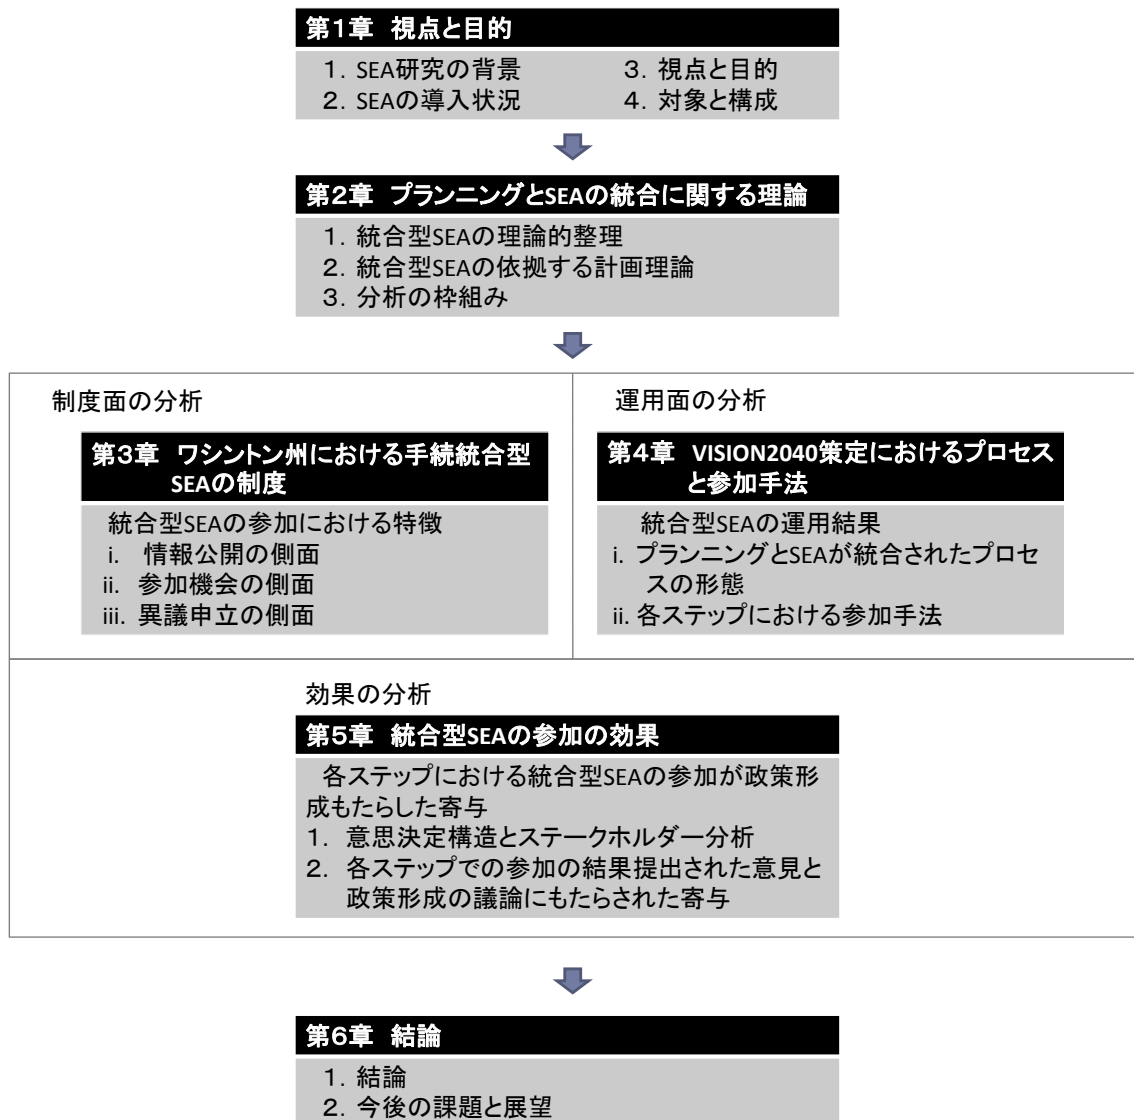 第1章 視点と目的
1. SEA研究の背景 3. 視点と目的
2. SEAの導入状況 4. 対象と構成
第2章 プランニングとSEAの統合に関する理論
1. 統合型SEAの理論的整理
2. 統合型SEAの依拠する計画理論
3. 分析の枠組み
制度面の分析
第3章 ワシントン州における手続統合型
SEAの制度
統合型SEAの参加における特徴
i. 情報公開の側面
ii. 参加機会の側面
iii. 異議申立の側面
運用面の分析
第4章 VISION2040策定におけるプロセス
と参加手法
統合型SEAの運用結果
i. プランニングとSEAが統合されたプロセ
スの形態
ii. 各ステップにおける参加手法
効果の分析
第5章 統合型SEAの参加の効果
各ステップにおける統合型SEAの参加が政策形
成もたらした寄与
1. 意思決定構造とステークホルダー分析
2. 各ステップでの参加の結果提出された意見と
政策形成の議論にもたらされた寄与
第6章 結論
1. 結論
2. 今後の課題と展望